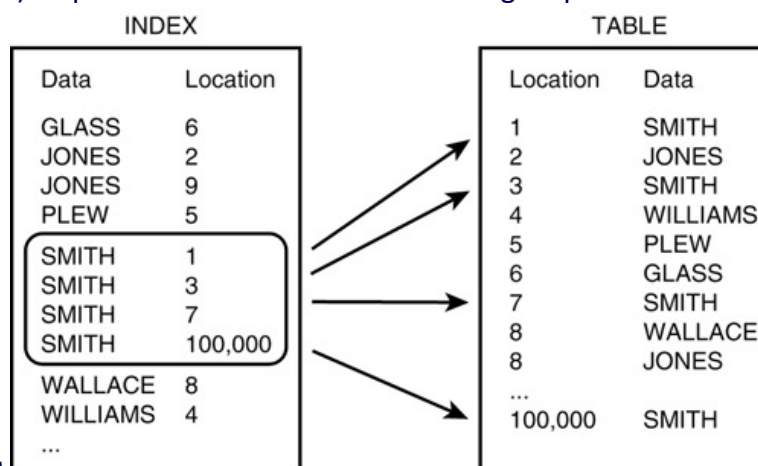 INDEX
Data Location
GLASS 6
JONES 2
JONES 9
PLEW 5
SMITH 1
SMITH 3
SMITH 7
SMITH 100,000
WALLACE 8
WILLIAMS 4
...
TABLE
Location Data
1 SMITH
2 JONES
3 SMITH
4 WILLIAMS
5 PLEW
6 GLASS
7 SMITH
8 WALLACE
8 JONES
...
100,000 SMITH